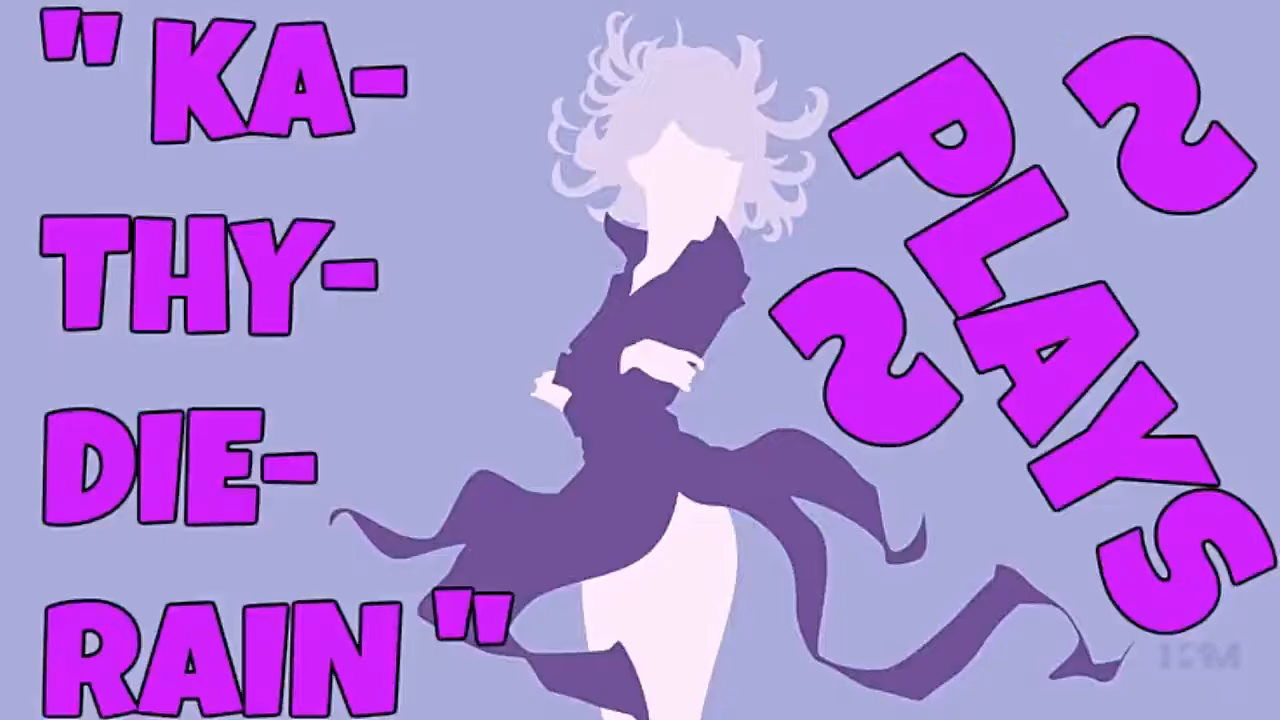 " KA-
THY-
DIE-
RAIN "
S
PLAYS
S